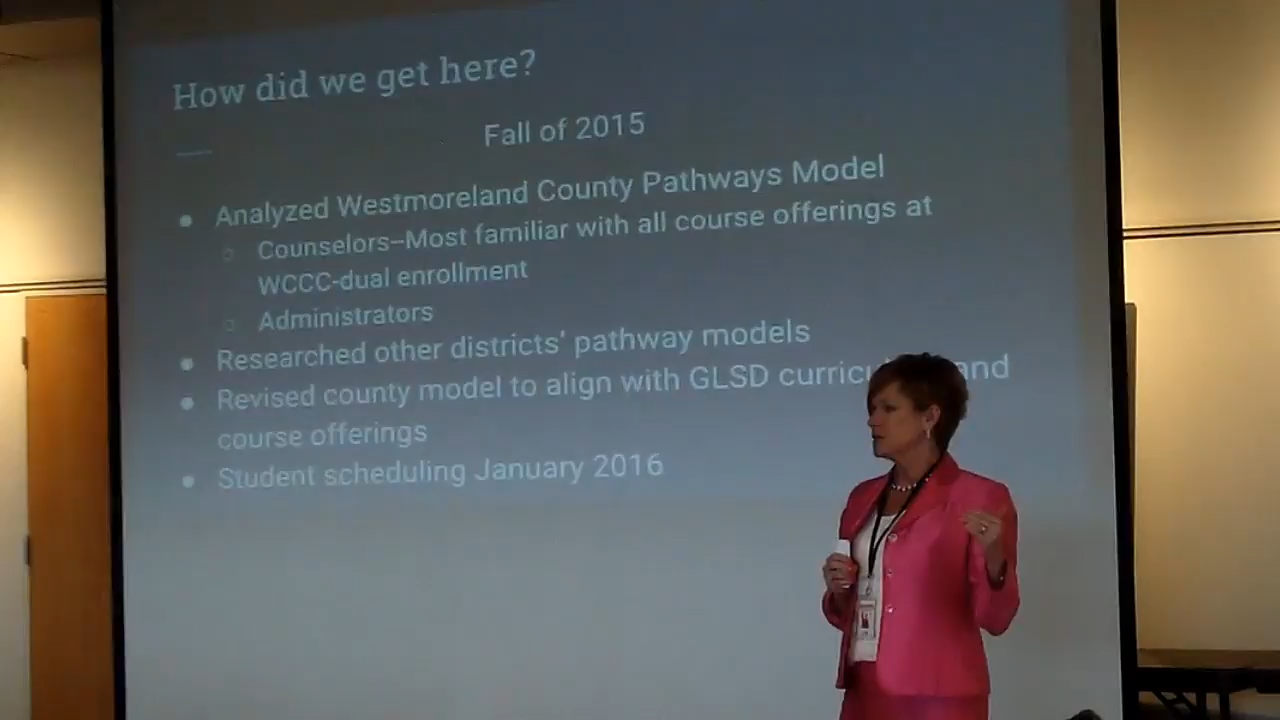 How did we get here?
Fall of 2015
● Analyzed Westmoreland County Pathways Model
○ Counselors–Most familiar with all course offerings at
WCCC-dual enrollment
○ Administrators
● Researched other districts' pathway models
● Revised county model to align with GLSD and
course offerings
● Student scheduling January 2016